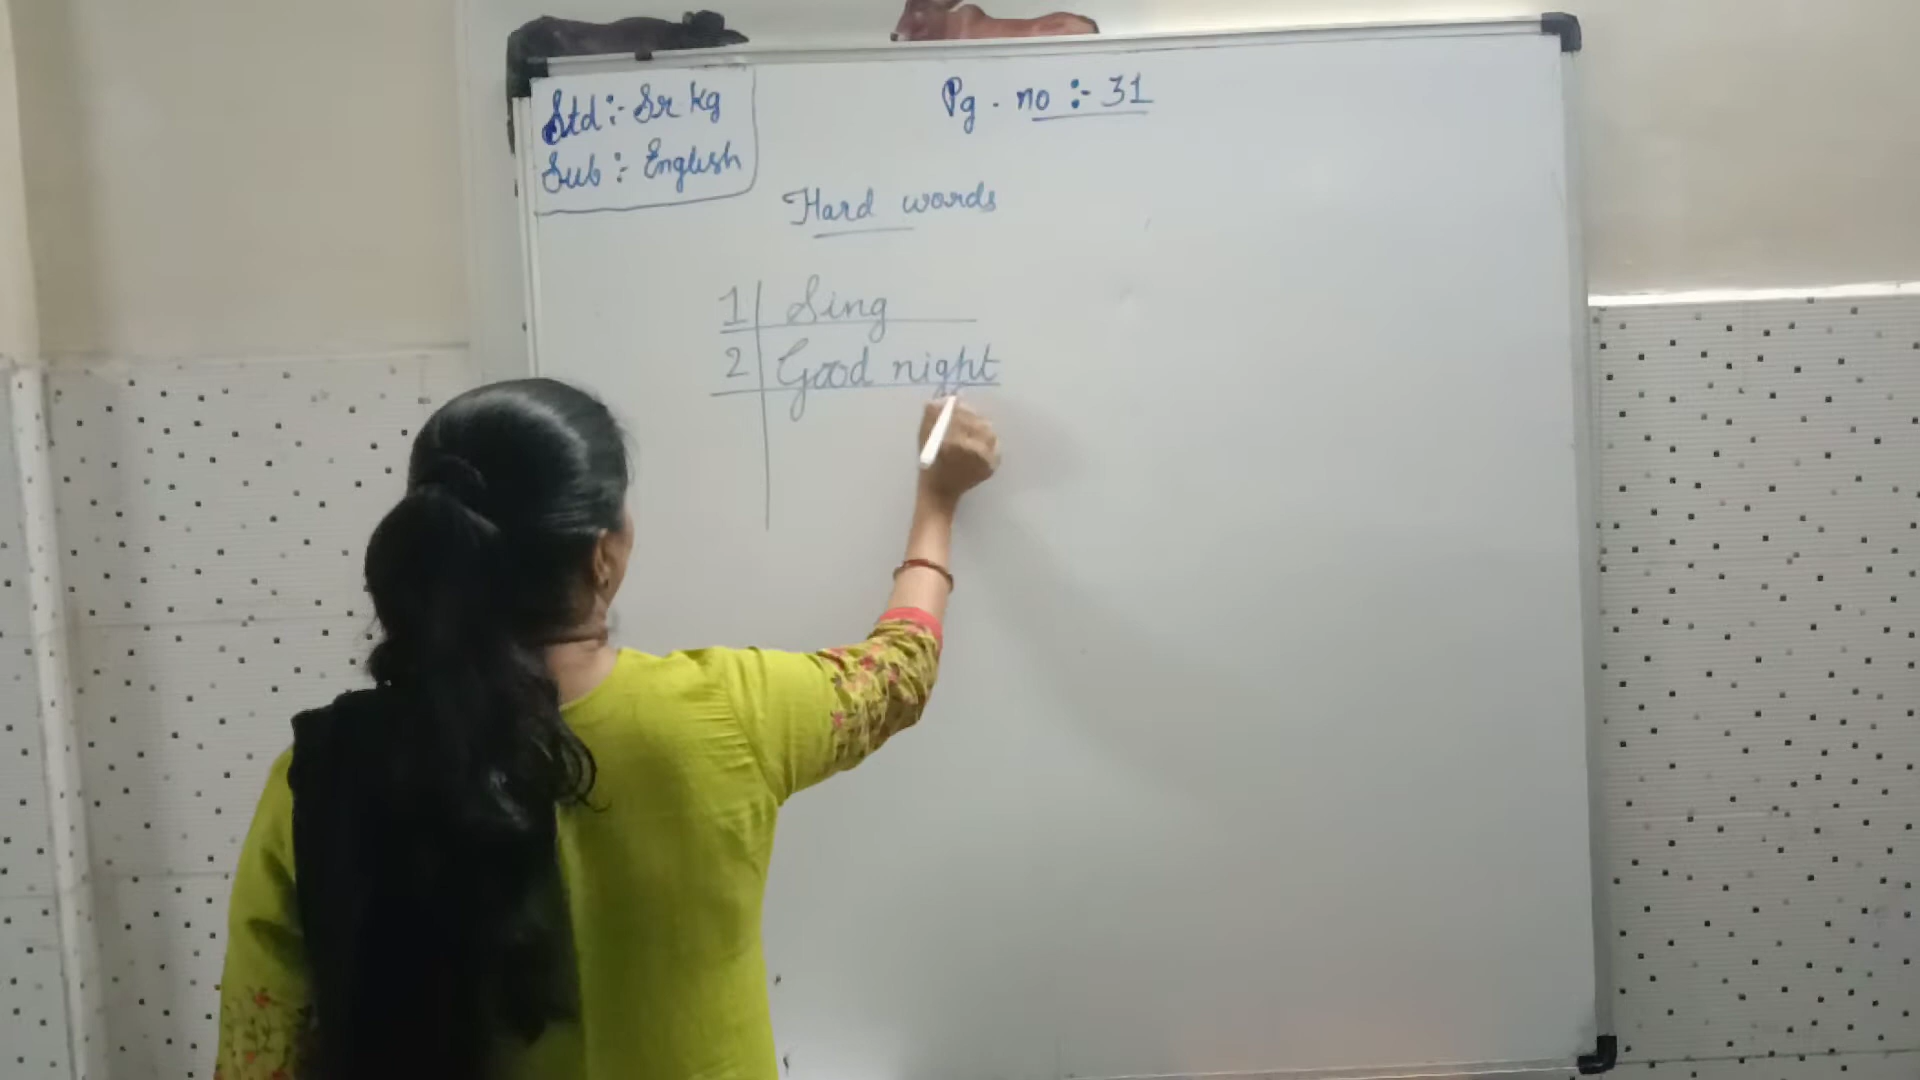 Std :- Sr kg
Sub :- English
Pg. no :- 31
Hard words
1 Sing
2 Good night